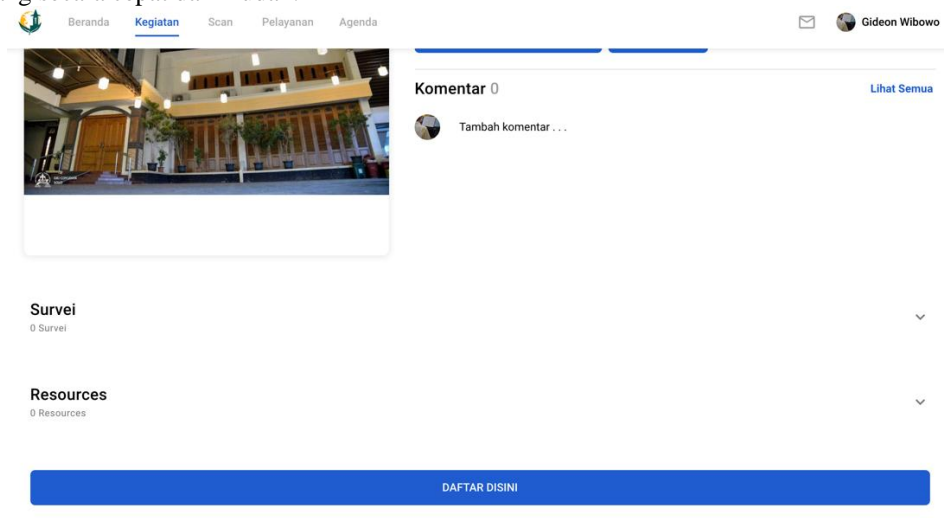 Beranda Kegiatan Scan Pelayanan Agenda Gideon Wibowo
Komentar 0 Lihat Semua
Tambah komentar . . .
Survei
0 Survei
Resources
0 Resources
DAFTAR DISINI